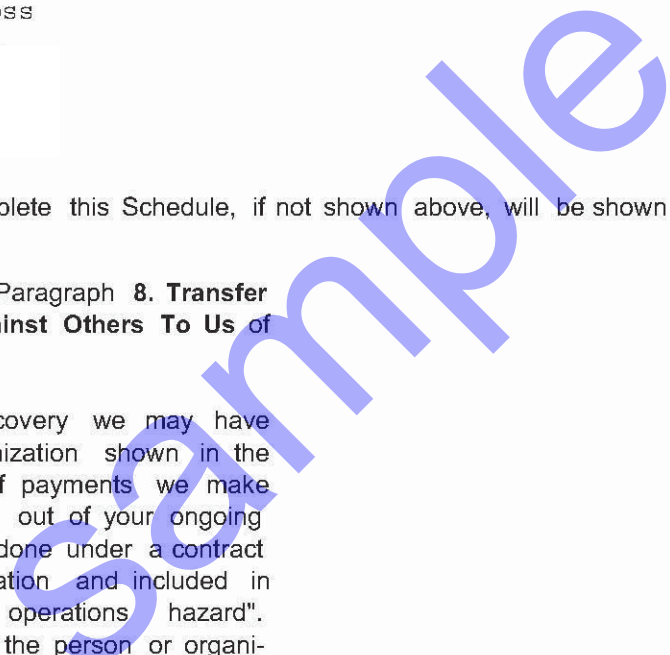 oss
plete this Schedule, if not shown above, will be shown
Paragraph 8. Transfer
ainst Others To Us of
covery we may have
nization shown in the
f payments we make
out of your ongoing
done under a contract
ation and included in
operations hazard".
the person or organi-
sample